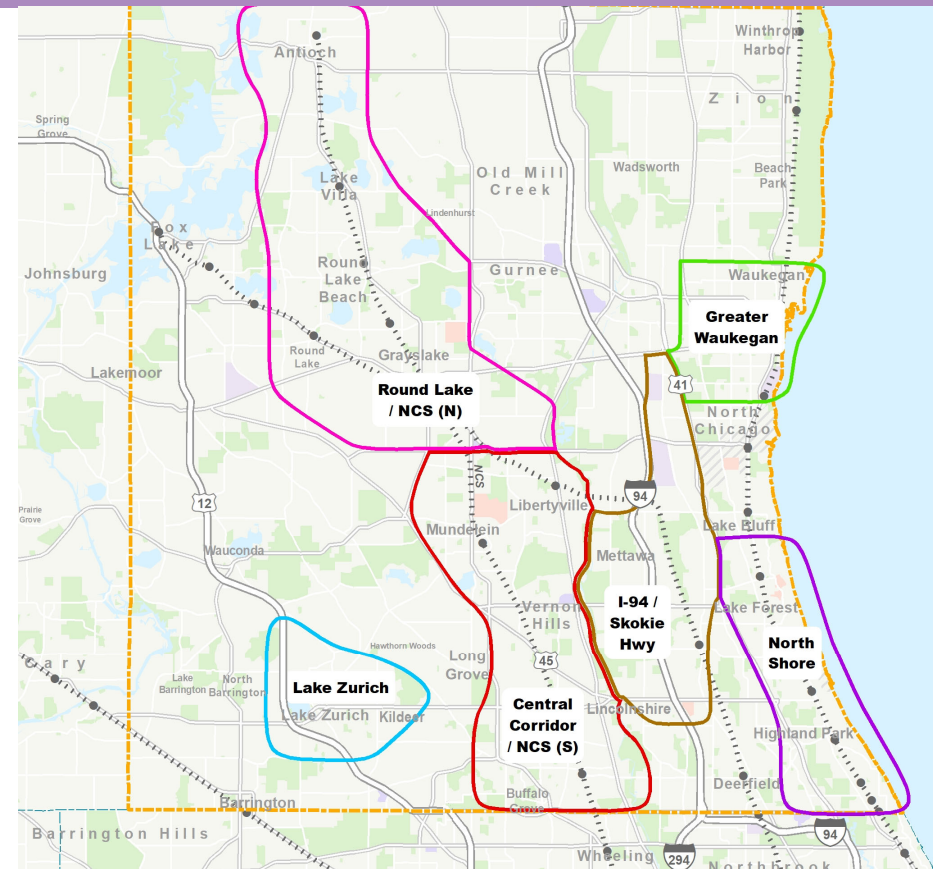 Winthrop
Harbor
Antioch
Zion
Spring
Grove
Old Mill
Creek
Wadsworth
Beach
Park
Lake
Villa
Lindenhurst
Fox
Lake
Johnsburg
Round
Lake
Beach
Gurnee
Waukegan
Greater
Waukegan
Round
Lake
Grayslake
Lakemoor
41
Round Lake
/ NCS (N)
North
Chicago
NCS
94
12
Libertyville
Prairie
Grove
Mundelein
Lake Bluff
Wauconda
Mettawa
Vernon
Hills
I-94 /
Skokie
Hwy
Lake Forest
North
Shore
Hawthorn Woods
Long
Grove
45
Cary
Lake
Barrington
North
Barrington
Lake Zurich
Lake Zurich
Kildeer
Central
Corridor
/ NCS (S)
Lincolnshire
Highland Park
Deerfield
Buffalo
Grove
Barrington
Barrington Hills
94
Wheeling
294
Northbrook